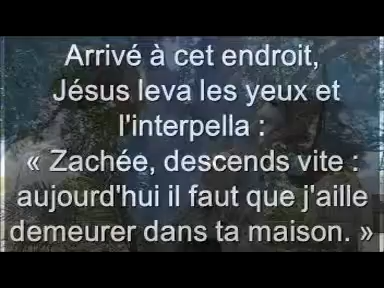 Arrivé à cet endroit,
Jésus leva les yeux et
l'interpella :
« Zachée, descends vite :
aujourd'hui il faut que j'aille
demeurer dans ta maison. »